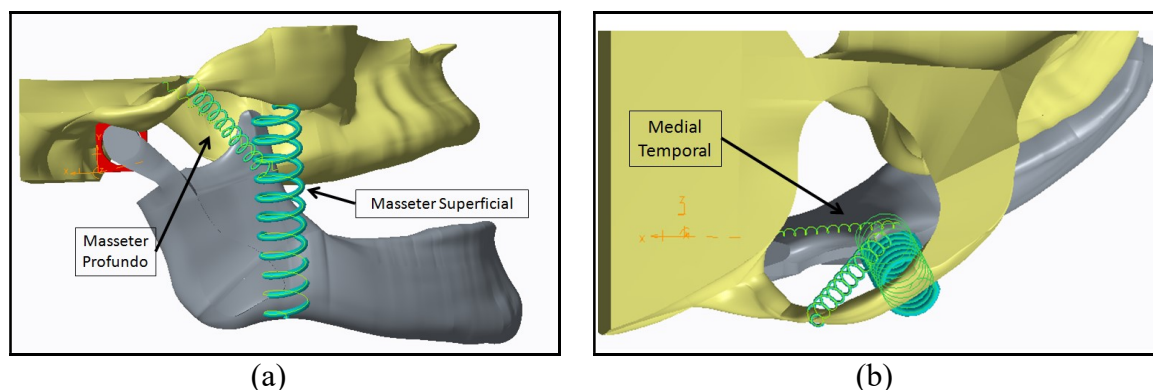 Masseter
Profundo
Masseter Superficial
(a)
Medial
Temporal
(b)